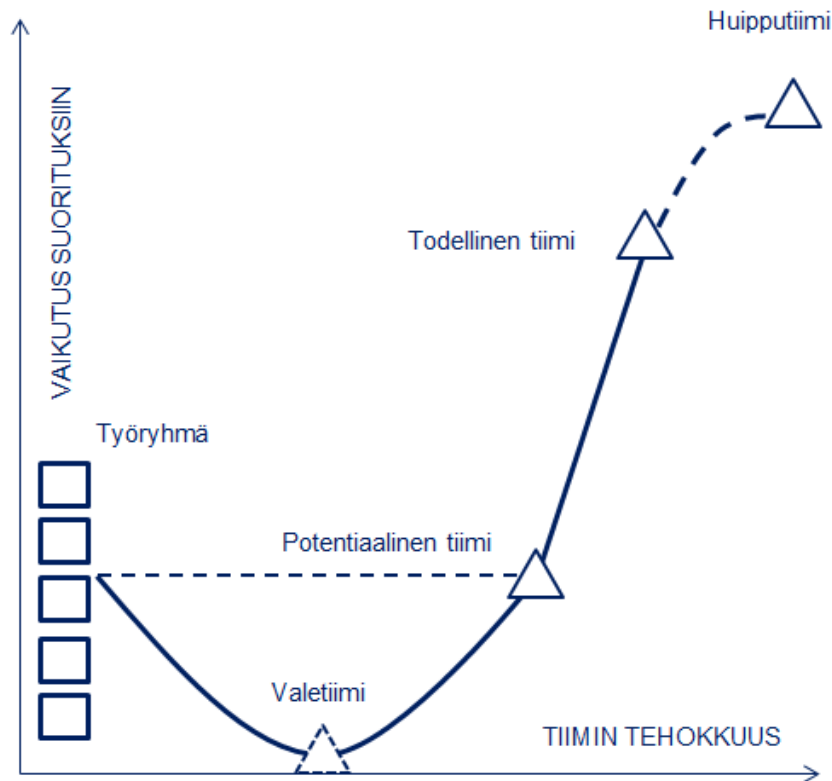 Huipputiimi
VAIKUTUS SUORITUKSIIN
Todellinen tiimi
Työryhmä
Potentiaalinen tiimi
Valetiimi
TIIMIN TEHOKKUUS